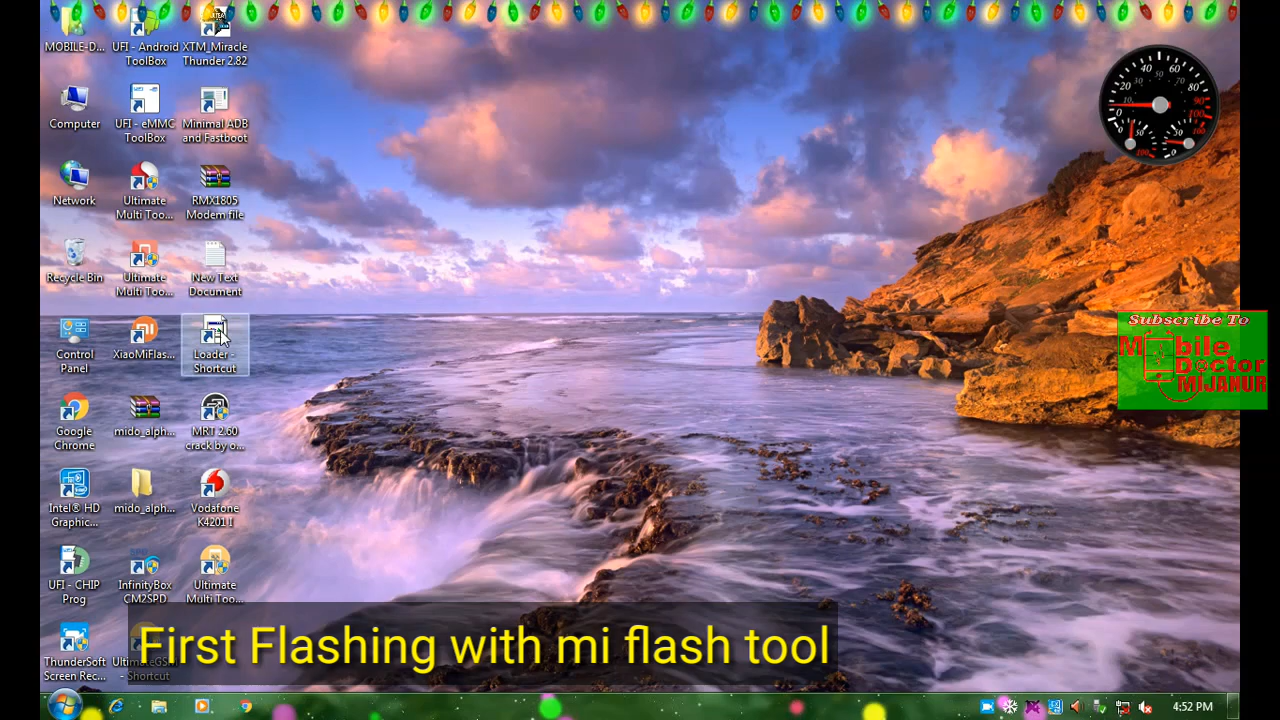 MOBILE-D...
UFI - Android
ToolBox
XTM_Miracle
Thunder 2.82
Computer
UFI - eMMC
ToolBox
Minimal ADB
and Fastboot
Network
Ultimate
Multi Too...
RMX1805
Modem file
Recycle Bin
Ultimate
Multi Too...
New Text
Document
Control
Panel
XiaoMiFlas...
Loader -
Shortcut
Google
Chrome
mido_alph...
MRT 2.60
crack by o...
Intel® HD
Graphic...
mido_alph...
Vodafone
K4201I
UFI - CHIP
Prog
InfinityBox
CM2SPD
Ultimate
Multi Too...
ThunderSoft
Screen Rec...
UltimateGSM
- Shortcut
First Flashing with mi flash tool
Subscribe To
Mobile
Doctor
MIJANUR
4:52 PM